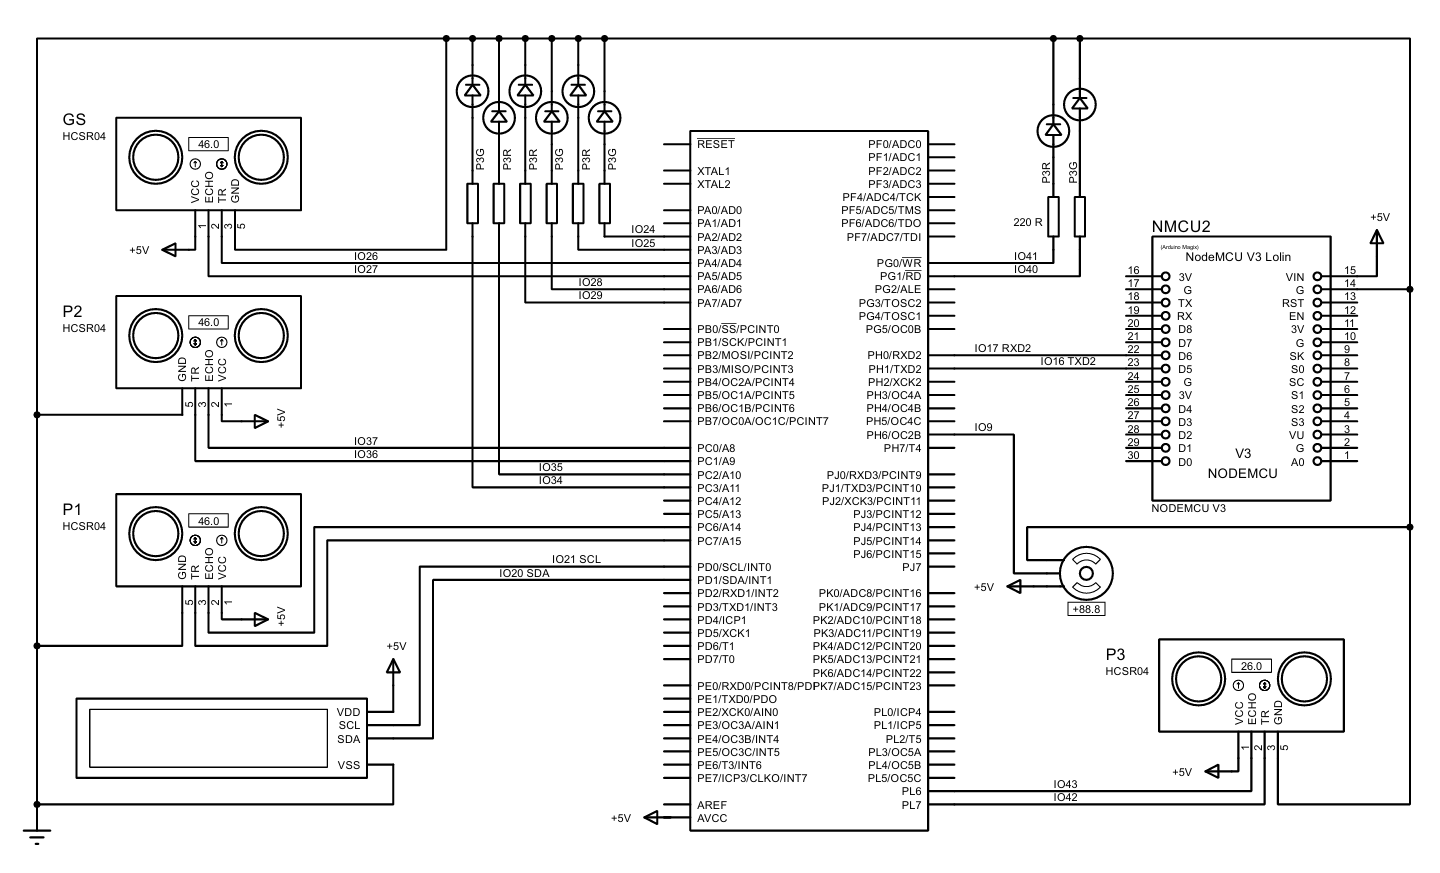 GS
HCSR04
46.0
VCC
ECHO
TR
GND
1
2
3
5
+5V
IO26
IO27
P2
HCSR04
46.0
GND
TR
ECHO
VCC
5
3
2
1
+5V
IO37
IO36
P1
HCSR04
46.0
GND
TR
ECHO
VCC
5
3
2
1
+5V
IO21 SCL
IO20 SDA
+5V
VDD
SCL
SDA
VSS
P3G
P3R
P3R
P3G
P3R
P3G
IO24
IO25
IO28
IO29
IO35
IO34
+5V
RESET
XTAL1
XTAL2
PA0/AD0
PA1/AD1
PA2/AD2
PA3/AD3
PA4/AD4
PA5/AD5
PA6/AD6
PA7/AD7
PB0/SS/PCINT0
PB1/SCK/PCINT1
PB2/MOSI/PCINT2
PB3/MISO/PCINT3
PB4/OC2A/PCINT4
PB5/OC1A/PCINT5
PB6/OC1B/PCINT6
PB7/OC0A/OC1C/PCINT7
PC0/A8
PC1/A9
PC2/A10
PC3/A11
PC4/A12
PC5/A13
PC6/A14
PC7/A15
PD0/SCL/INT0
PD1/SDA/INT1
PD2/RXD1/INT2
PD3/TXD1/INT3
PD4/ICP1
PD5/XCK1
PD6/T1
PD7/T0
PE0/RXD0/PCINT8/PDI
PE1/TXD0/PDO
PE2/XCK0/AIN0
PE3/OC3A/AIN1
PE4/OC3B/INT4
PE5/OC3C/INT5
PE6/T3/INT6
PE7/ICP3/CLKO/INT7
AREF
AVCC
PF0/ADC0
PF1/ADC1
PF2/ADC2
PF3/ADC3
PF4/ADC4/TCK
PF5/ADC5/TMS
PF6/ADC6/TDO
PF7/ADC7/TDI
PG0/WR
PG1/RD
PG2/ALE
PG3/TOSC2
PG4/TOSC1
PG5/OC0B
PH0/RXD2
PH1/TXD2
PH2/XCK2
PH3/OC4A
PH4/OC4B
PH5/OC4C
PH6/OC2B
PH7/T4
PJ0/RXD3/PCINT9
PJ1/TXD3/PCINT10
PJ2/XCK3/PCINT11
PJ3/PCINT12
PJ4/PCINT13
PJ5/PCINT14
PJ6/PCINT15
PJ7
PK0/ADC8/PCINT16
PK1/ADC9/PCINT17
PK2/ADC10/PCINT18
PK3/ADC11/PCINT19
PK4/ADC12/PCINT20
PK5/ADC13/PCINT21
PK6/ADC14/PCINT22
PK7/ADC15/PCINT23
PL0/ICP4
PL1/ICP5
PL2/T5
PL3/OC5A
PL4/OC5B
PL5/OC5C
PL6
PL7
P3R
P3G
220 R
IO41
IO40
IO17 RXD2
IO16 TXD2
IO9
+5V
+88.8
NMCU2
(Arduino Magix)
NodeMCU V3 Lolin
+5V
16 3V
17 G
18 TX
19 RX
20 D8
21 D7
22 D6
23 D5
24 G
25 3V
26 D4
27 D3
28 D2
29 D1
30 D0
VIN 15
G 14
RST 13
EN 12
3V 11
G 10
SK 9
S0 8
SC 7
S1 6
S2 5
S3 4
VU 3
G 2
A0 1
V3
NODEMCU
NODEMCU V3
P3
HCSR04
26.0
VCC
ECHO
TR
GND
1
2
3
5
+5V
IO43
IO42